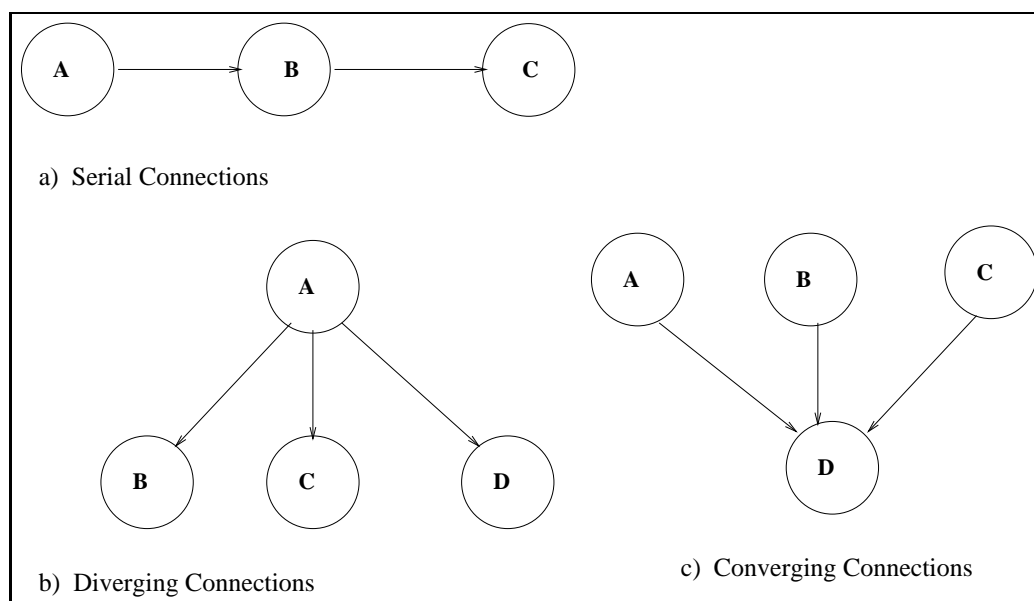 A B C
a) Serial Connections
A
B C D
b) Diverging Connections
A B C
D
c) Converging Connections